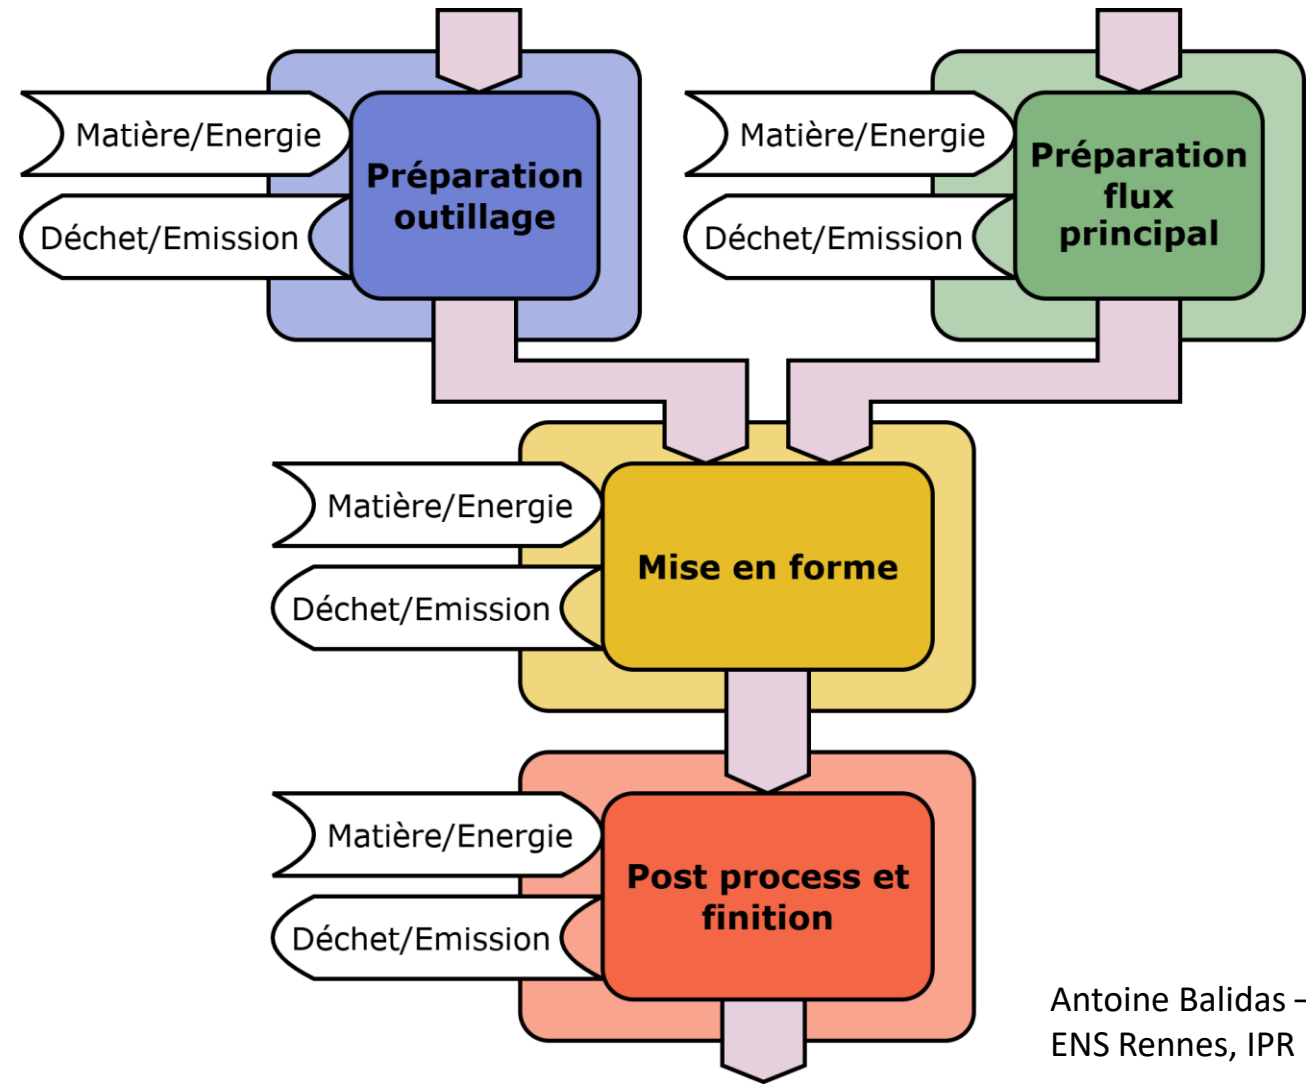 Matière/Energie
Déchet/Emission
Préparation
outillage
Matière/Energie
Déchet/Emission
Préparation
flux
principal
Matière/Energie
Déchet/Emission
Mise en forme
Matière/Energie
Déchet/Emission
Post process et
finition
Antoine Balidas –
ENS Rennes, IPR